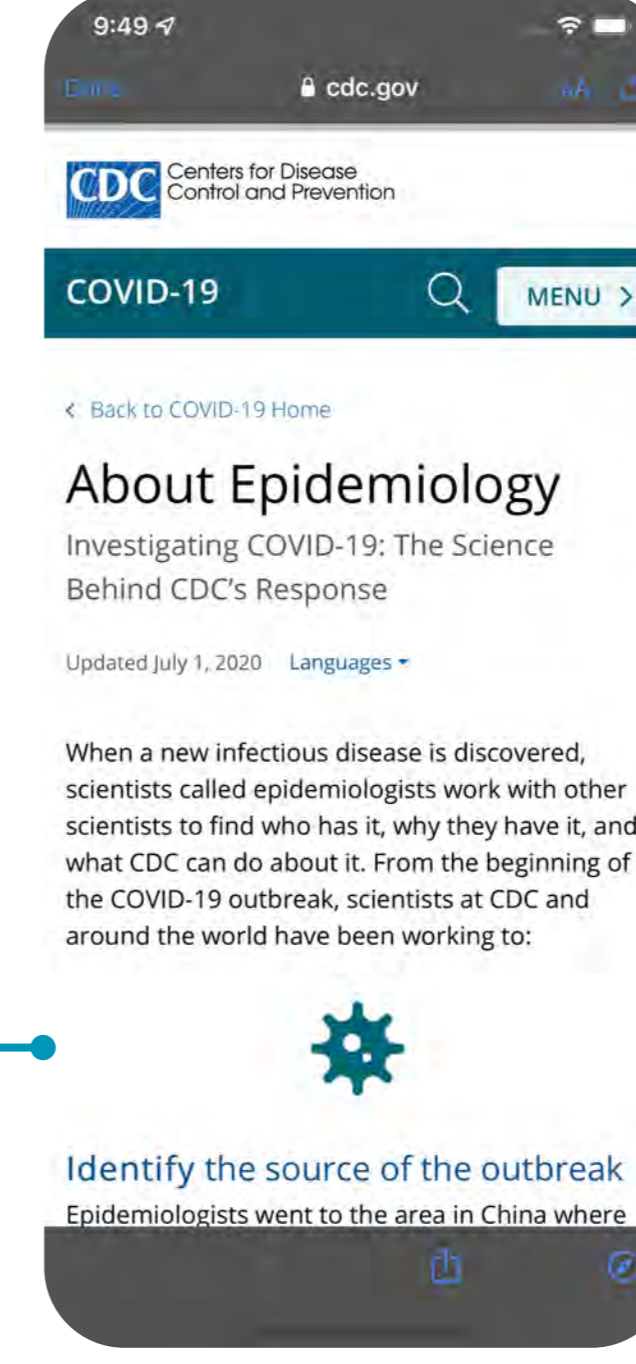 9:49
Done
cdc.gov
AA
CDC
Centers for Disease
Control and Prevention
COVID-19
MENU >
< Back to COVID-19 Home
About Epidemiology
Investigating COVID-19: The Science
Behind CDC's Response
Updated July 1, 2020 Languages
When a new infectious disease is discovered,
scientists called epidemiologists work with other
scientists to find who has it, why they have it, and
what CDC can do about it. From the beginning of
the COVID-19 outbreak, scientists at CDC and
around the world have been working to:
Identify the source of the outbreak
Epidemiologists went to the area in China where